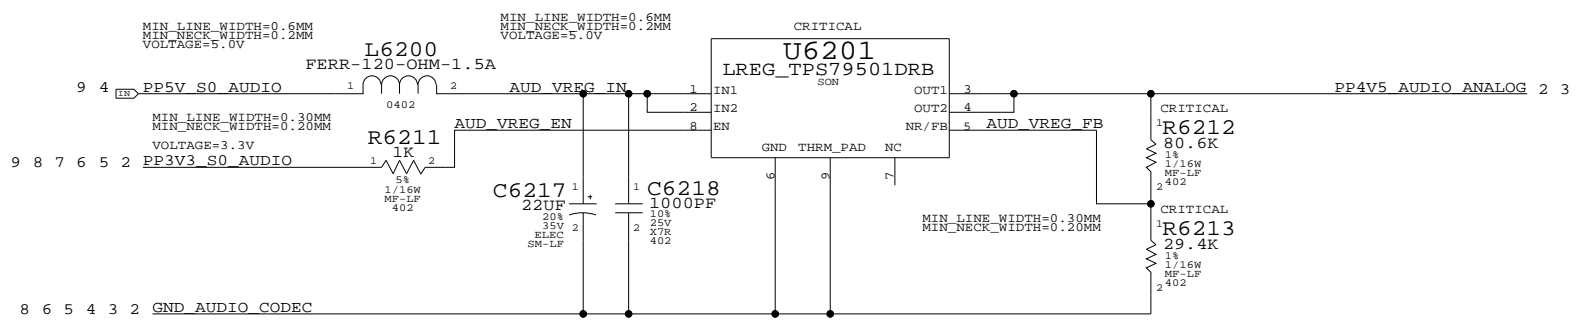 MIN_LINE_WIDTH=0.6MM
MIN_NECK_WIDTH=0.2MM
VOLTAGE=5.0V
MIN_LINE_WIDTH=0.6MM
MIN_NECK_WIDTH=0.2MM
VOLTAGE=5.0V
CRITICAL
L6200
FERR-120-OHM-1.5A
U6201
LREG_TPS79501DRB
SON
9 4
IN
PP5V_S0_AUDIO
1
2
0402
AUD_VREG_IN
1
IN1
OUT1
3
PP4V5_AUDIO_ANALOG
2 3
2
IN2
OUT2
4
MIN_LINE_WIDTH=0.30MM
MIN_NECK_WIDTH=0.20MM
VOLTAGE=3.3V
AUD_VREG_EN
8
EN
NR/FB
5
AUD_VREG_FB
CRITICAL
1
R6212
80.6K
1%
1/16W
MF-LF
402
2
R6211
1K
9 8 7 6 5 2
PP3V3_S0_AUDIO
1
2
5%
1/16W
MF-LF
402
GND
THRM_PAD
NC
6
9
7
C6217
22UF
20%
35V
ELEC
SM-LF
1
+
2
1
2
C6218
1000PF
10%
25V
X7R
402
MIN_LINE_WIDTH=0.30MM
MIN_NECK_WIDTH=0.20MM
CRITICAL
1
R6213
29.4K
1%
1/16W
MF-LF
402
2
8 6 5 4 3 2
GND_AUDIO_CODEC